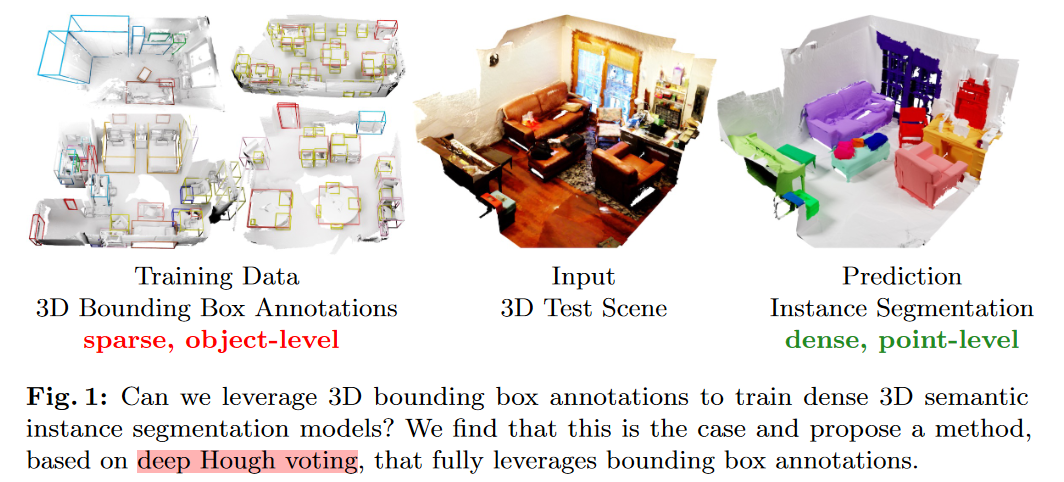 Training Data
3D Bounding Box Annotations
sparse, object-level
Input
3D Test Scene
Prediction
Instance Segmentation
dense, point-level
Fig. 1: Can we leverage 3D bounding box annotations to train dense 3D semantic
instance segmentation models? We find that this is the case and propose a method,
based on deep Hough voting, that fully leverages bounding box annotations.